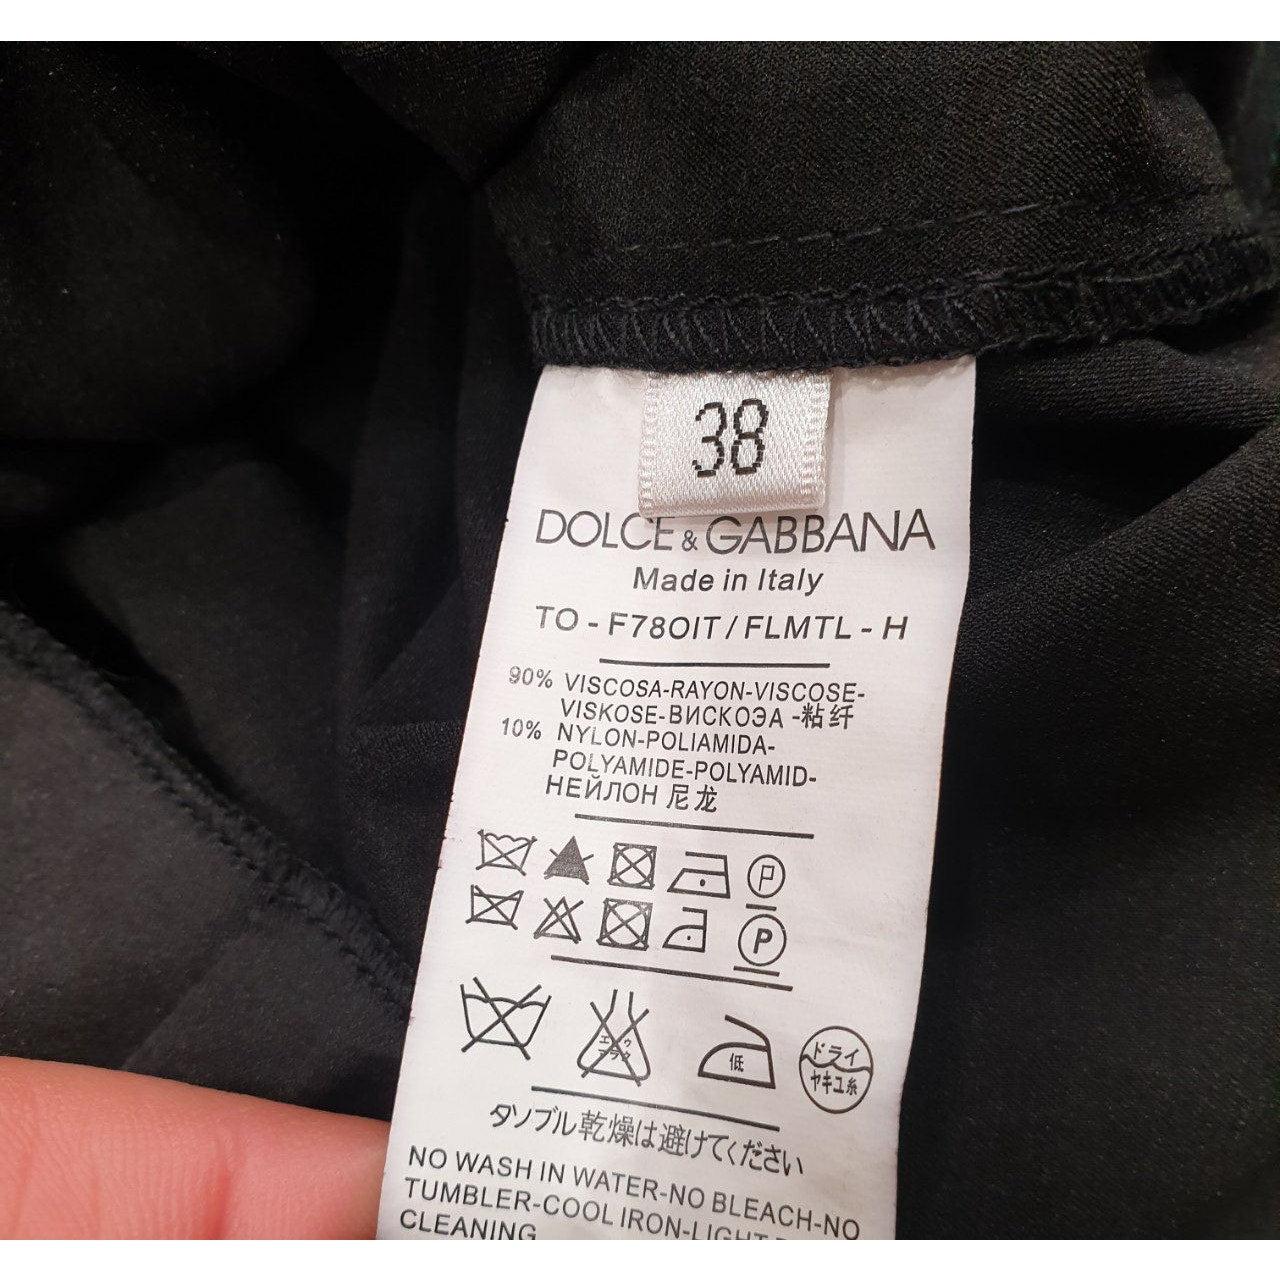 38
DOLCE & GABBANA
Made in Italy
TO - F78OIT / FLMTL - H
90% VISCOSA-RAYON-VISCOSE-
VISKOSE-ВИСКОЭА -粘纤
10% NYLON-POLIAMIDA-
POLYAMIDE-POLYAMID-
НЕЙЛОН 尼龙
P
P
低
ドライ
タンブル乾燥は避けてください
NO WASH IN WATER-NO BLEACH-NO
TUMBLER-COOL IRON-LIGHT
CLEANING